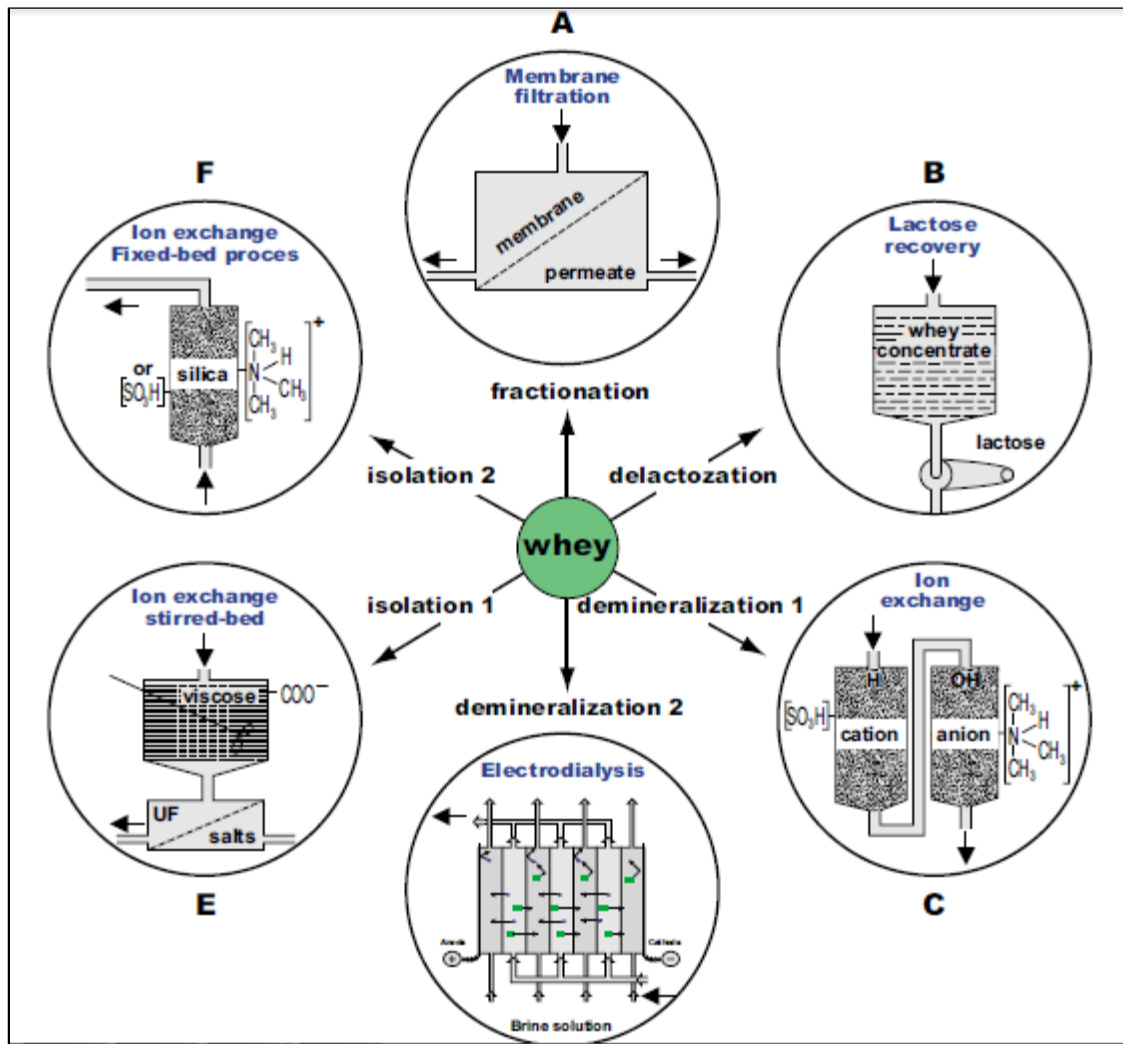 A
Membrane
filtration
membrane
permeate
F
Ion exchange
Fixed-bed proces
or
[SO₃H]
silica
CH₃
H
N
CH₃
CH₃
+
B
Lactose
recovery
whey
concentrate
lactose
fractionation
isolation 2
delactozation
whey
isolation 1
demineralization 1
demineralization 2
Ion exchange
stirred-bed
viscose
COO⁻
UF
salts
E
Ion
exchange
H
OH
[SO₃H]
cation
anion
CH₃
H
N
CH₃
CH₃
+
C
Electrodialysis
Anode
+
Cathode
−
Brine solution